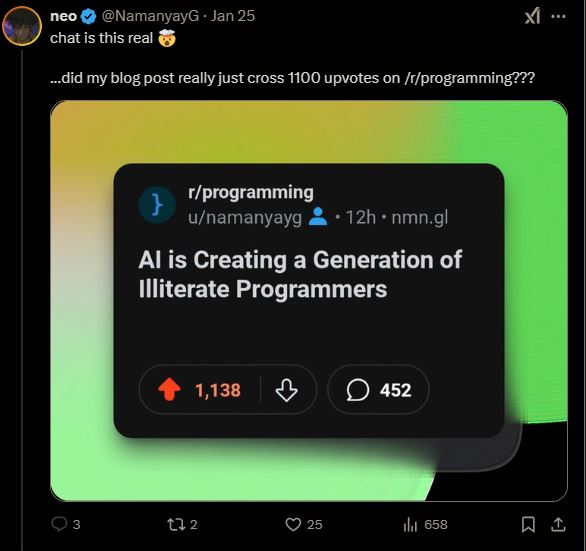 neo @NamanyayG · Jan 25
chat is this real 🤯
...did my blog post really just cross 1100 upvotes on /r/programming???
r/programming
u/namanyayg • 12h • nmn.gl
AI is Creating a Generation of
Illiterate Programmers
1,138 452
3 2 25 658